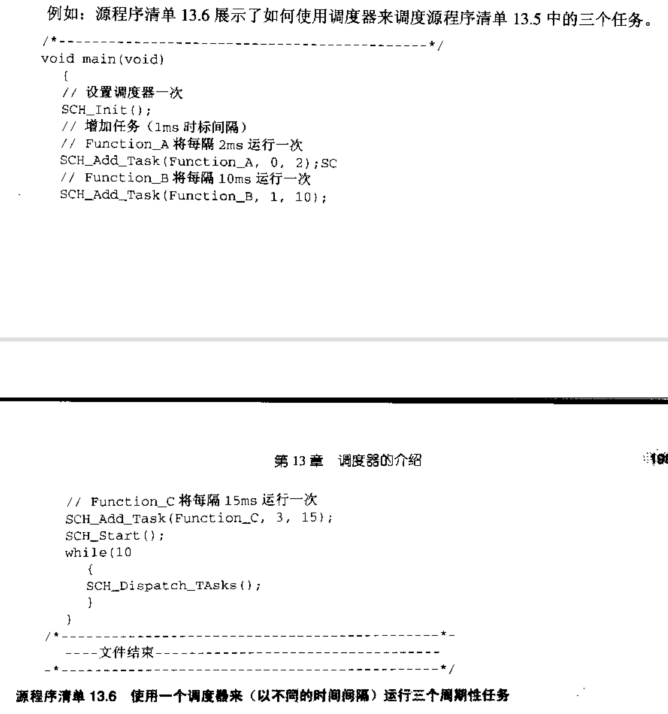 例如：源程序清单 13.6 展示了如何使用调度器来调度源程序清单 13.5 中的三个任务。
/*-------------------------------------------*/
void main(void)
{
// 设置调度器一次
SCH_Init();
// 增加任务（1ms 时标间隔）
// Function_A 将每隔 2ms 运行一次
SCH_Add_Task(Function_A, 0, 2);SC
// Function_B 将每隔 10ms 运行一次
SCH_Add_Task(Function_B, 1, 10);
第 13 章 调度器的介绍
// Function_C 将每隔 15ms 运行一次
SCH_Add_Task(Function_C, 3, 15);
SCH_Start();
while(10
{
SCH_Dispatch_TAsks();
}
}
/*---------------------------------------------*-
----文件结束----------------------------------
-*---------------------------------------------*/
源程序清单 13.6 使用一个调度器来（以不同的时间间隔）运行三个周期性任务